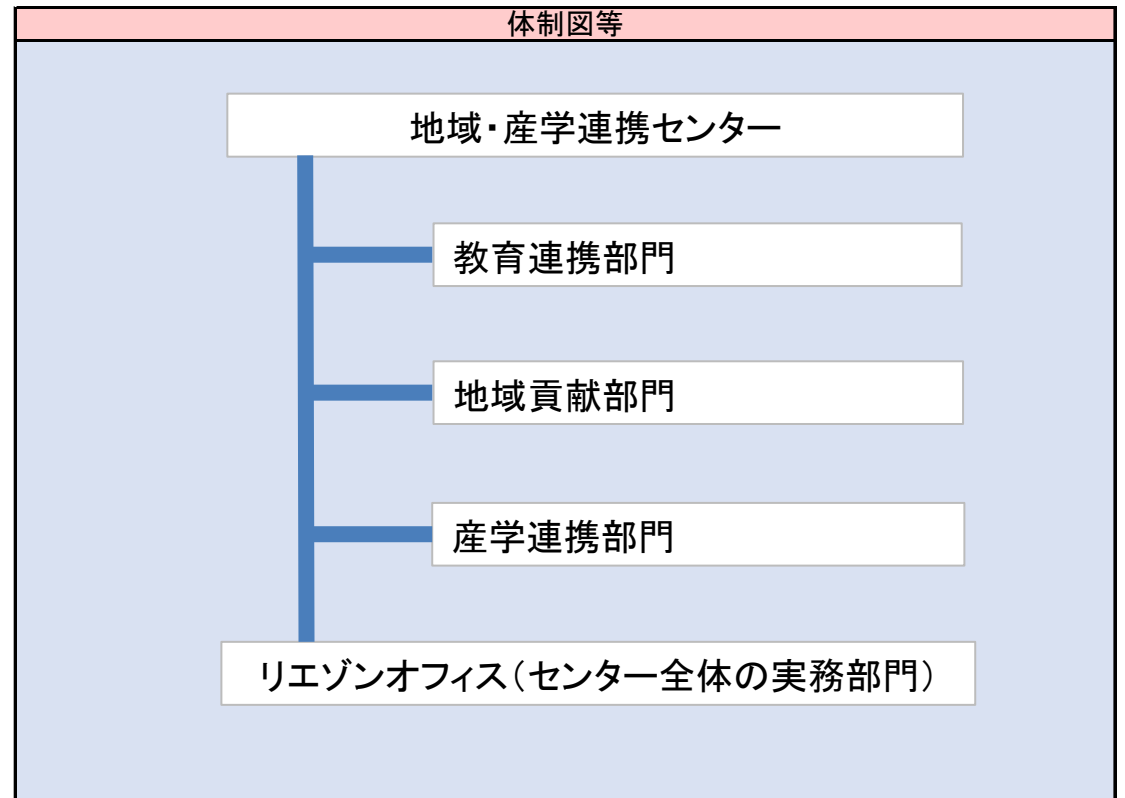 体制図等
地域・産学連携センター
教育連携部門
地域貢献部門
産学連携部門
リエゾンオフィス（センター全体の実務部門）